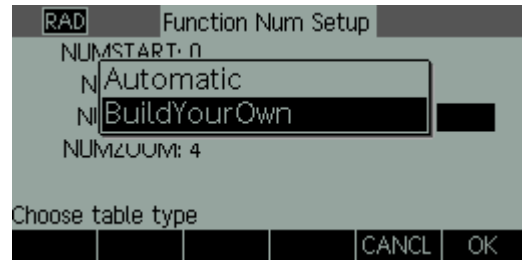 RAD Function Num Setup
NUMSTART: 0
Automatic
BuildYourOwn
NUMZOOM: 4
Choose table type
CANCL OK